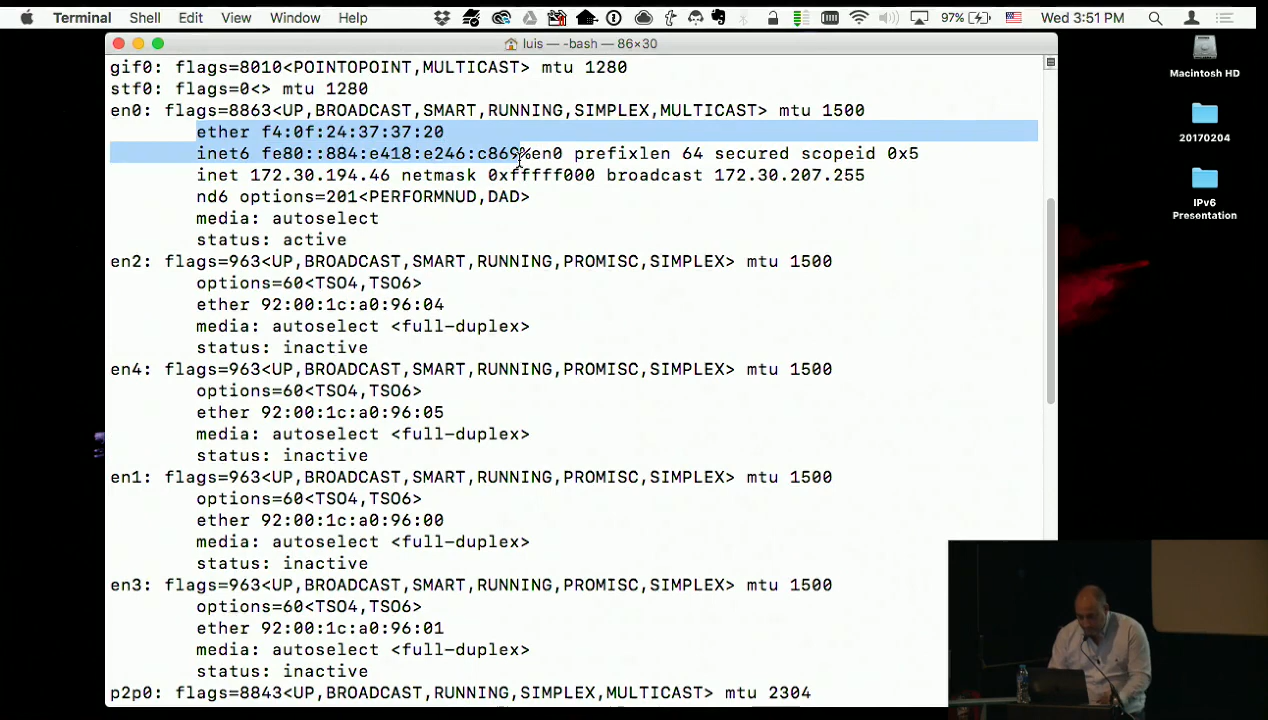 Terminal Shell Edit View Window Help 97% Wed 3:51 PM
luis — -bash — 86×30
gif0: flags=8010<POINTOPOINT,MULTICAST> mtu 1280
stf0: flags=0<> mtu 1280
en0: flags=8863<UP,BROADCAST,SMART,RUNNING,SIMPLEX,MULTICAST> mtu 1500
ether f4:0f:24:37:37:20
inet6 fe80::884:e418:e246:c869%en0 prefixlen 64 secured scopeid 0x5
inet 172.30.194.46 netmask 0xfffff000 broadcast 172.30.207.255
nd6 options=201<PERFORMNUD,DAD>
media: autoselect
status: active
en2: flags=963<UP,BROADCAST,SMART,RUNNING,PROMISC,SIMPLEX> mtu 1500
options=60<TSO4,TSO6>
ether 92:00:1c:a0:96:04
media: autoselect <full-duplex>
status: inactive
en4: flags=963<UP,BROADCAST,SMART,RUNNING,PROMISC,SIMPLEX> mtu 1500
options=60<TSO4,TSO6>
ether 92:00:1c:a0:96:05
media: autoselect <full-duplex>
status: inactive
en1: flags=963<UP,BROADCAST,SMART,RUNNING,PROMISC,SIMPLEX> mtu 1500
options=60<TSO4,TSO6>
ether 92:00:1c:a0:96:00
media: autoselect <full-duplex>
status: inactive
en3: flags=963<UP,BROADCAST,SMART,RUNNING,PROMISC,SIMPLEX> mtu 1500
options=60<TSO4,TSO6>
ether 92:00:1c:a0:96:01
media: autoselect <full-duplex>
status: inactive
p2p0: flags=8843<UP,BROADCAST,RUNNING,SIMPLEX,MULTICAST> mtu 2304
Macintosh HD
20170204
IPv6
Presentation